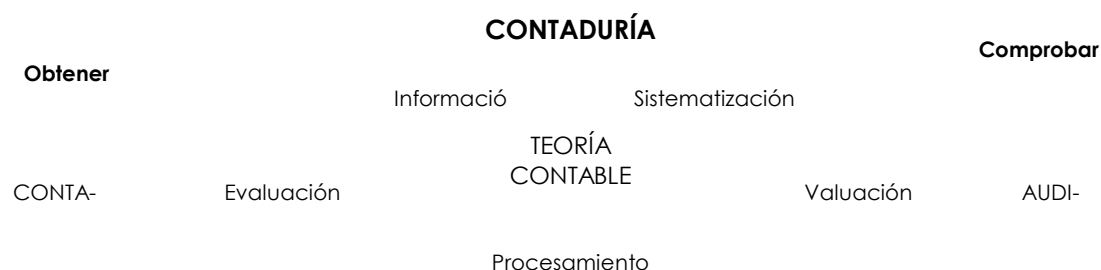 CONTADURÍA
Comprobar
Obtener
Informació
Sistematización
TEORÍA
CONTABLE
CONTA-
Evaluación
Valuación
AUDI-
Procesamiento